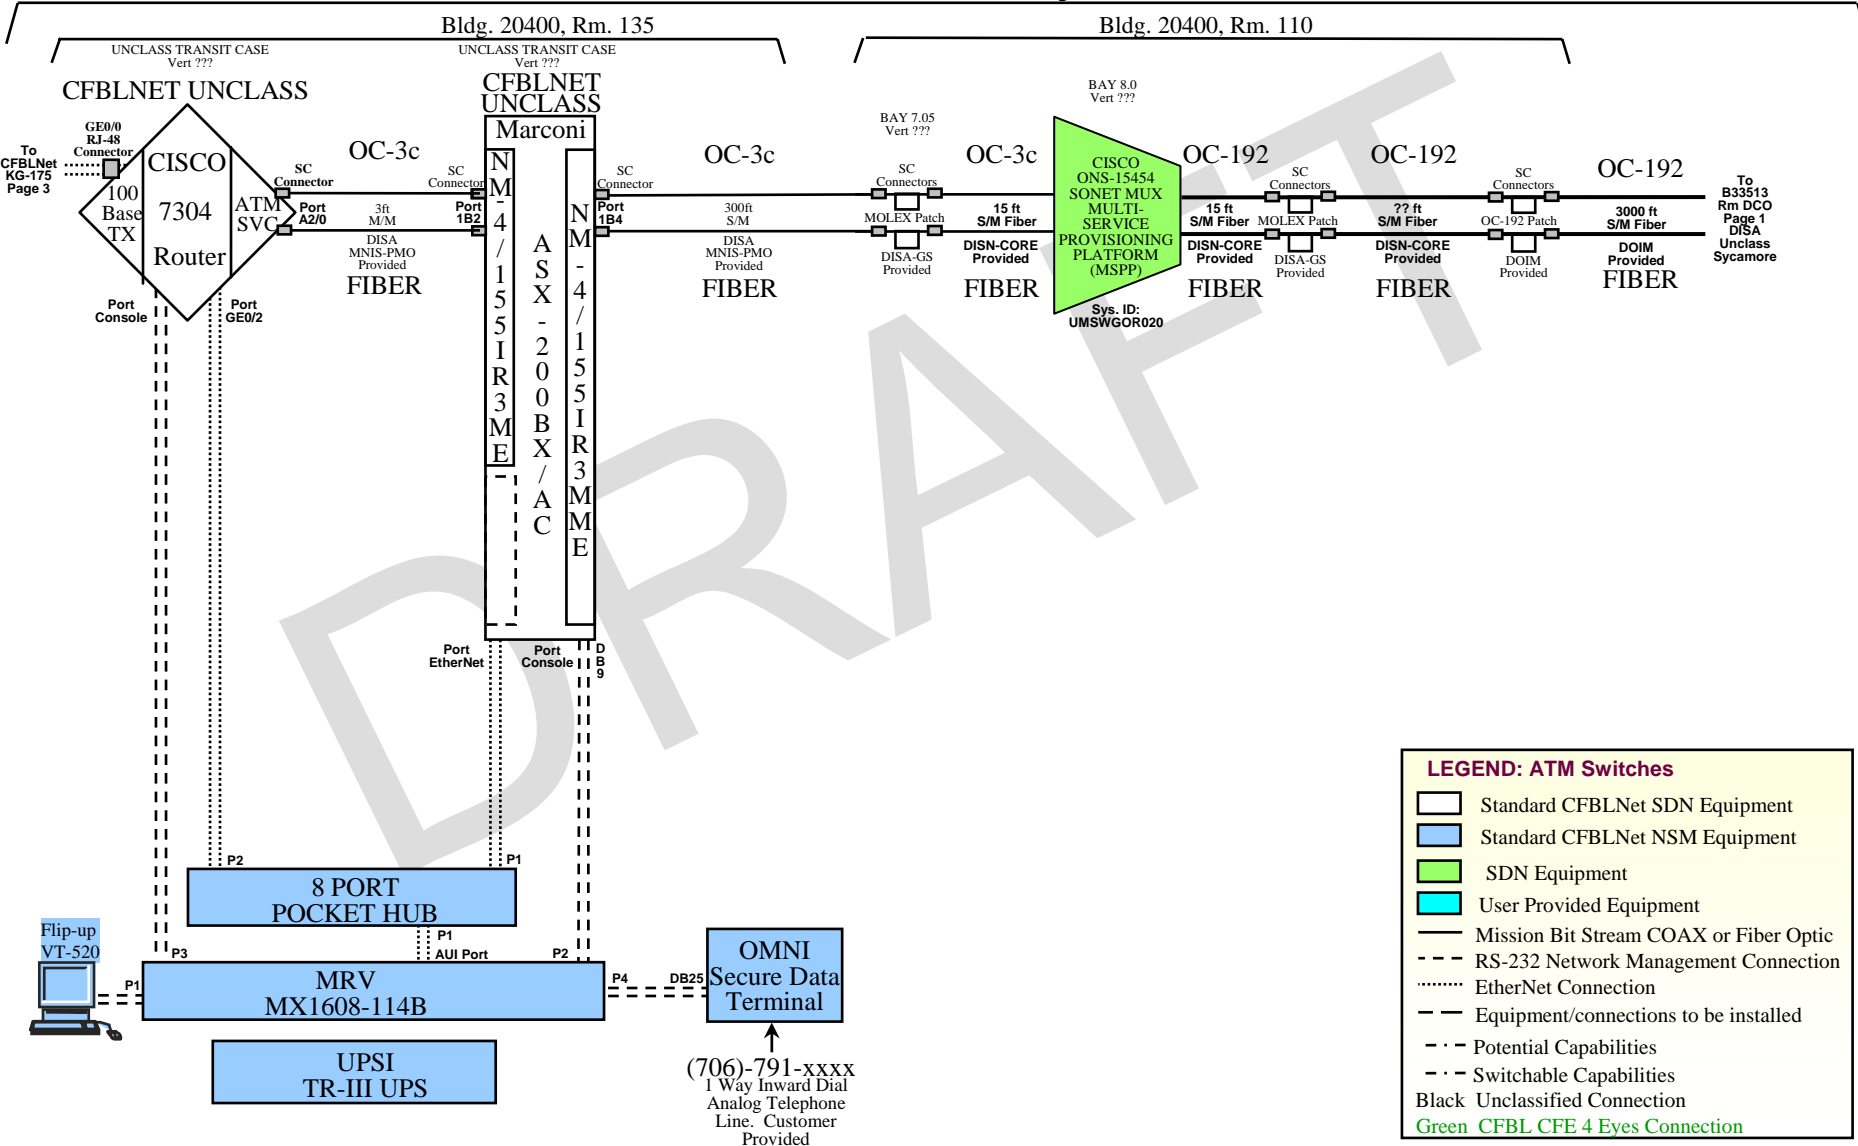 Bldg. 20400, Rm. 135
Bldg. 20400, Rm. 110
UNCLASS TRANSIT CASE
Vert ???
CFBLNET UNCLASS
UNCLASS TRANSIT CASE
Vert ???
CFBLNET
UNCLASS
BAY 7.05
Vert ???
BAY 8.0
Vert ???
To
CFBLNet
KG-175
Page 3
GE0/0
RJ-48
Connector
100
Base
TX
CISCO
7304
Router
ATM
SVC
SC
Connector
Port
A2/0
OC-3c
3ft
M/M
DISA
MNIS-PMO
Provided
FIBER
SC
Connector
Port
1B2
Marconi
NM-4/155IR3ME
ASX-200BX/AC
NM-4/155IR3MME
SC
Connector
Port
1B4
OC-3c
300ft
S/M
DISA
MNIS-PMO
Provided
FIBER
SC
Connectors
MOLEX Patch
DISA-GS
Provided
OC-3c
15 ft
S/M Fiber
DISN-CORE
Provided
FIBER
CISCO
ONS-15454
SONET MUX
MULTI-
SERVICE
PROVISIONING
PLATFORM
(MSPP)
Sys. ID:
UMSWGOR020
OC-192
15 ft
S/M Fiber
DISN-CORE
Provided
FIBER
SC
Connectors
MOLEX Patch
DISA-GS
Provided
OC-192
?? ft
S/M Fiber
DISN-CORE
Provided
FIBER
SC
Connectors
OC-192 Patch
DOIM
Provided
OC-192
3000 ft
S/M Fiber
DOIM
Provided
FIBER
To
B33513
Rm DCO
Page 1
DISA
Unclass
Sycamore
Port
Console
Port
GE0/2
Port
EtherNet
Port
Console
DB9
DRAFT
P2
P1
8 PORT
POCKET HUB
P1
AUI Port
P3
P2
Flip-up
VT-520
P1
MRV
MX1608-114B
P4
DB25
OMNI
Secure Data
Terminal
UPSI
TR-III UPS
(706)-791-xxxx
1 Way Inward Dial
Analog Telephone
Line. Customer
Provided
LEGEND: ATM Switches
Standard CFBLNet SDN Equipment
Standard CFBLNet NSM Equipment
SDN Equipment
User Provided Equipment
Mission Bit Stream COAX or Fiber Optic
RS-232 Network Management Connection
EtherNet Connection
Equipment/connections to be installed
Potential Capabilities
Switchable Capabilities
Black Unclassified Connection
Green CFBL CFE 4 Eyes Connection